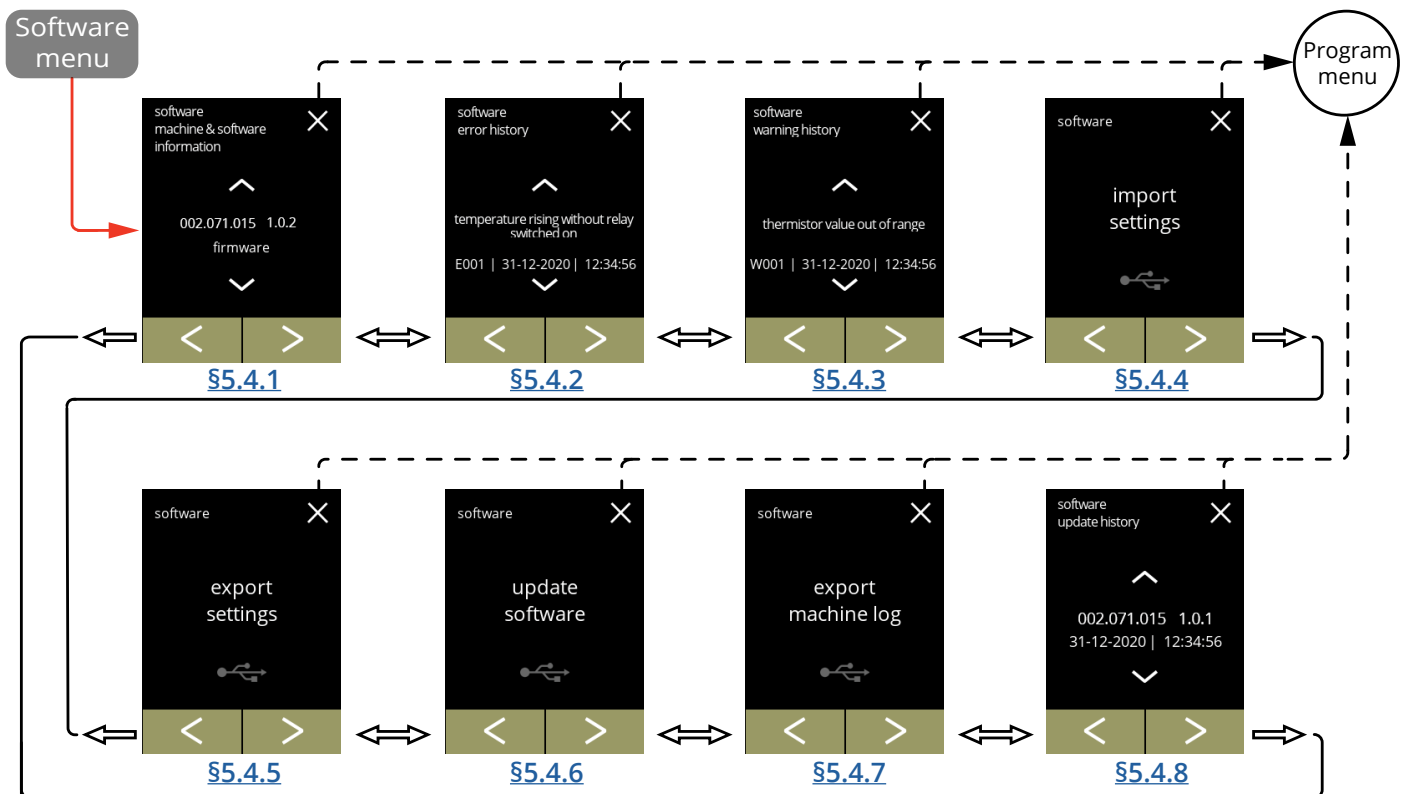 Software
menu
Program
menu
software
machine & software
information
002.071.015 1.0.2
firmware
§5.4.1
software
error history
temperature rising without relay
switched on
E001 | 31-12-2020 | 12:34:56
§5.4.2
software
warning history
thermistor value out of range
W001 | 31-12-2020 | 12:34:56
§5.4.3
software
import
settings
§5.4.4
software
export
settings
§5.4.5
software
update
software
§5.4.6
software
export
machine log
§5.4.7
software
update history
002.071.015 1.0.1
31-12-2020 | 12:34:56
§5.4.8